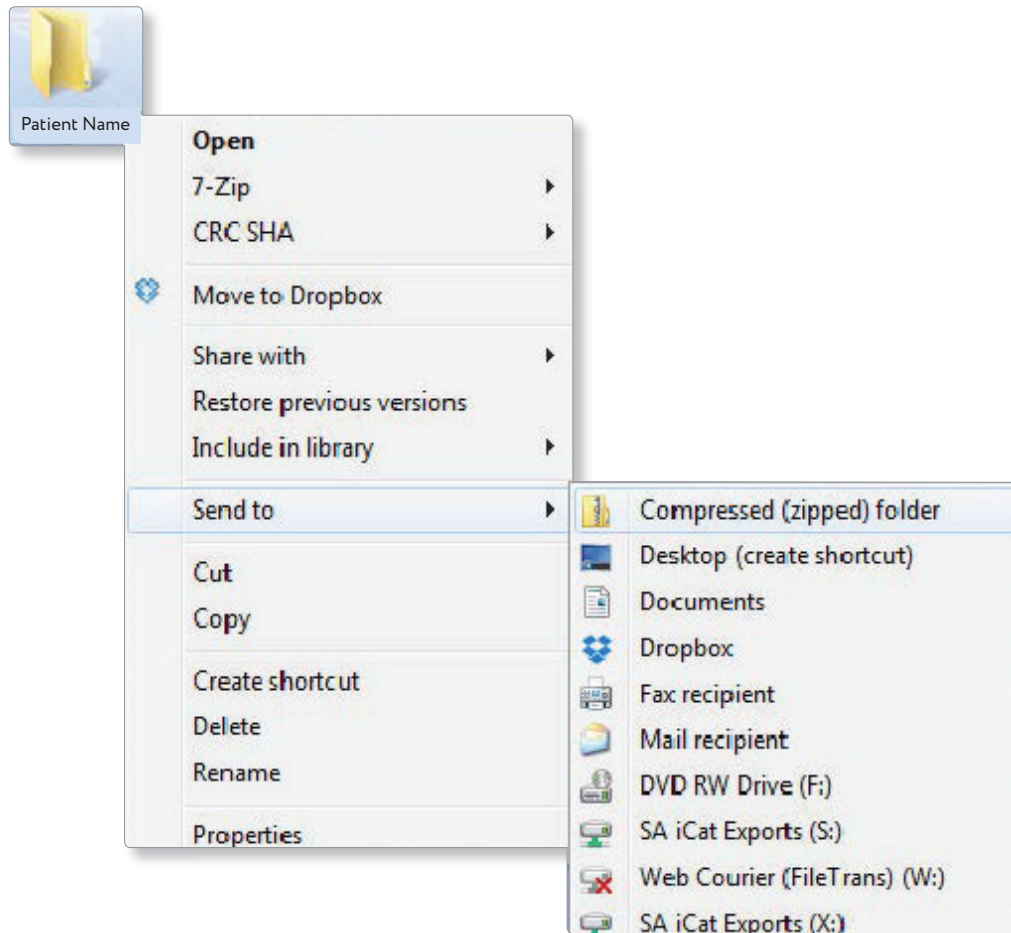 Patient Name
Open
7-Zip
CRC SHA
Move to Dropbox
Share with
Restore previous versions
Include in library
Send to
Cut
Copy
Create shortcut
Delete
Rename
Properties
Compressed (zipped) folder
Desktop (create shortcut)
Documents
Dropbox
Fax recipient
Mail recipient
DVD RW Drive (F:)
SA iCat Exports (S:)
Web Courier (FileTrans) (W:)
SA iCat Exports (X:)